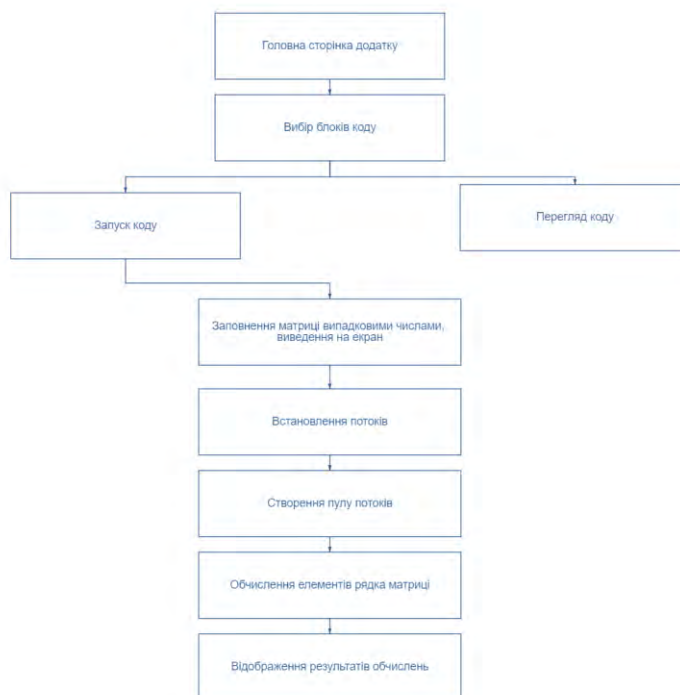 Головна сторінка додатку
Вибір блоків коду
Запуск коду
Перегляд коду
Заповнення матриці випадковими числами,
виведення на екран
Встановлення потоків
Створення пулу потоків
Обчислення елементів рядка матриці
Відображення результатів обчислень